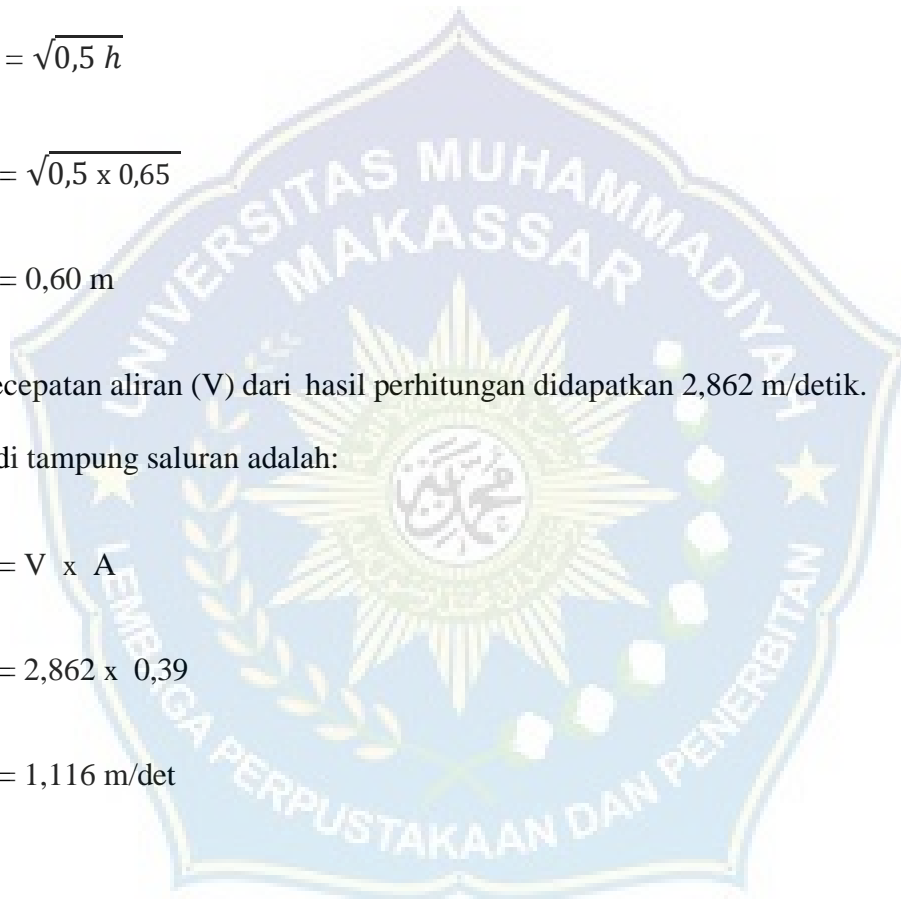 = √0,5 h
= √0,5 x 0,65
= 0,60 m
ecepatan aliran (V) dari hasil perhitungan didapatkan 2,862 m/detik.
di tampung saluran adalah:
= V x A
= 2,862 x 0,39
= 1,116 m/det
UNIVERSITAS MUHAMMADIYAH
MAKASSAR
LEMBAGA PERPUSTAKAAN DAN PENERBITAN